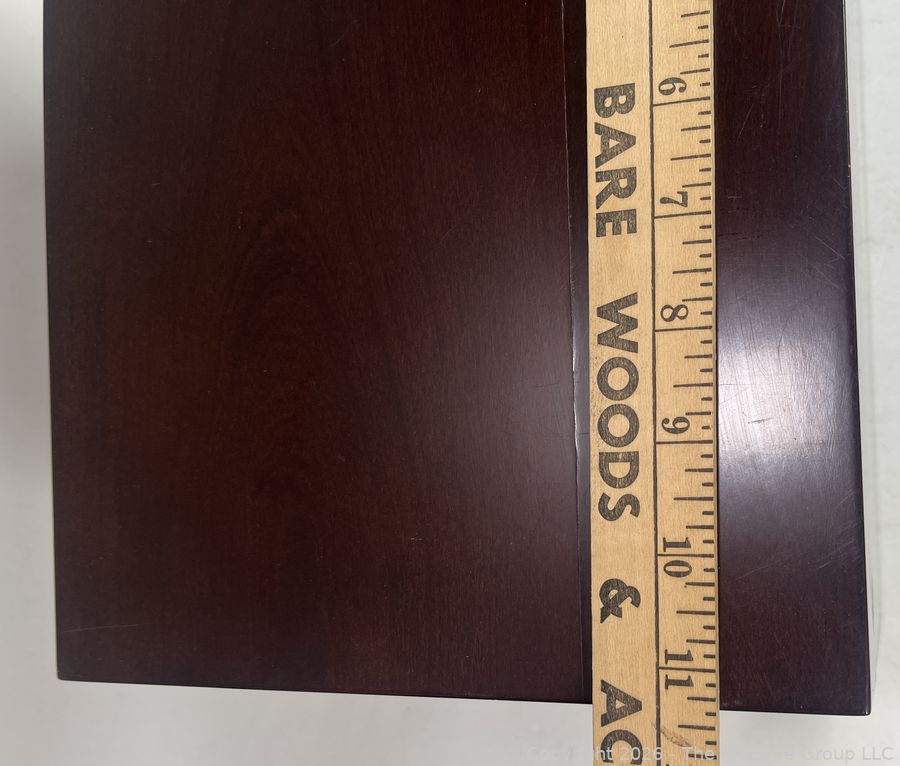 BARE WOODS & AC
6
7
8
9
10
11
Copyright 2026 - The
Group LLC